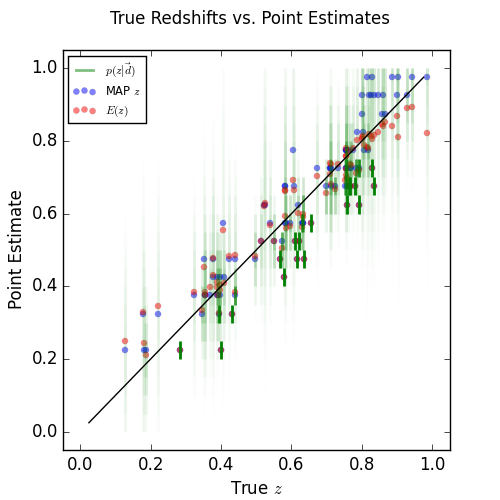 True Redshifts vs. Point Estimates
p(z|d⃗)
MAP z
E(z)
Point Estimate
1.0
0.8
0.6
0.4
0.2
0.0
0.0 0.2 0.4 0.6 0.8 1.0
True z